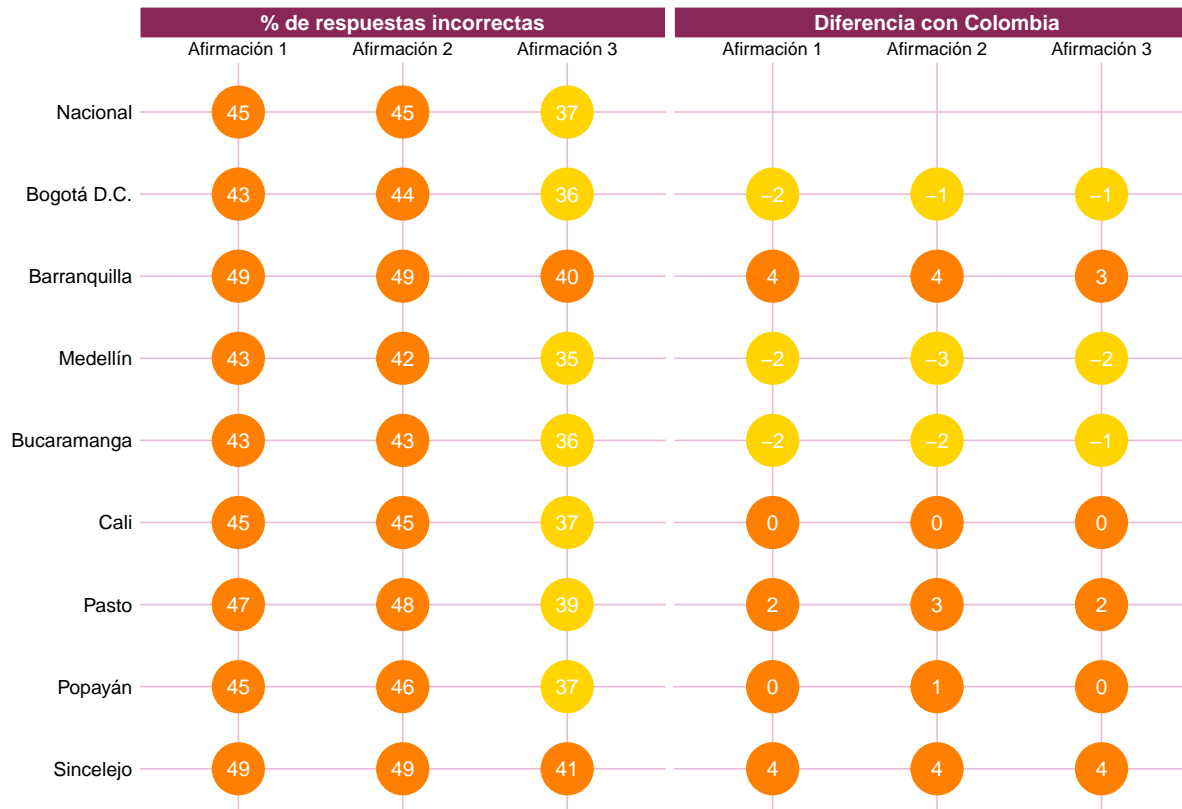 % de respuestas incorrectas Diferencia con Colombia
Afirmación 1 Afirmación 2 Afirmación 3 Afirmación 1 Afirmación 2 Afirmación 3
Nacional 45 45 37
Bogotá D.C. 43 44 36 –2 –1 –1
Barranquilla 49 49 40 4 4 3
Medellín 43 42 35 –2 –3 –2
Bucaramanga 43 43 36 –2 –2 –1
Cali 45 45 37 0 0 0
Pasto 47 48 39 2 3 2
Popayán 45 46 37 0 1 0
Sincelejo 49 49 41 4 4 4